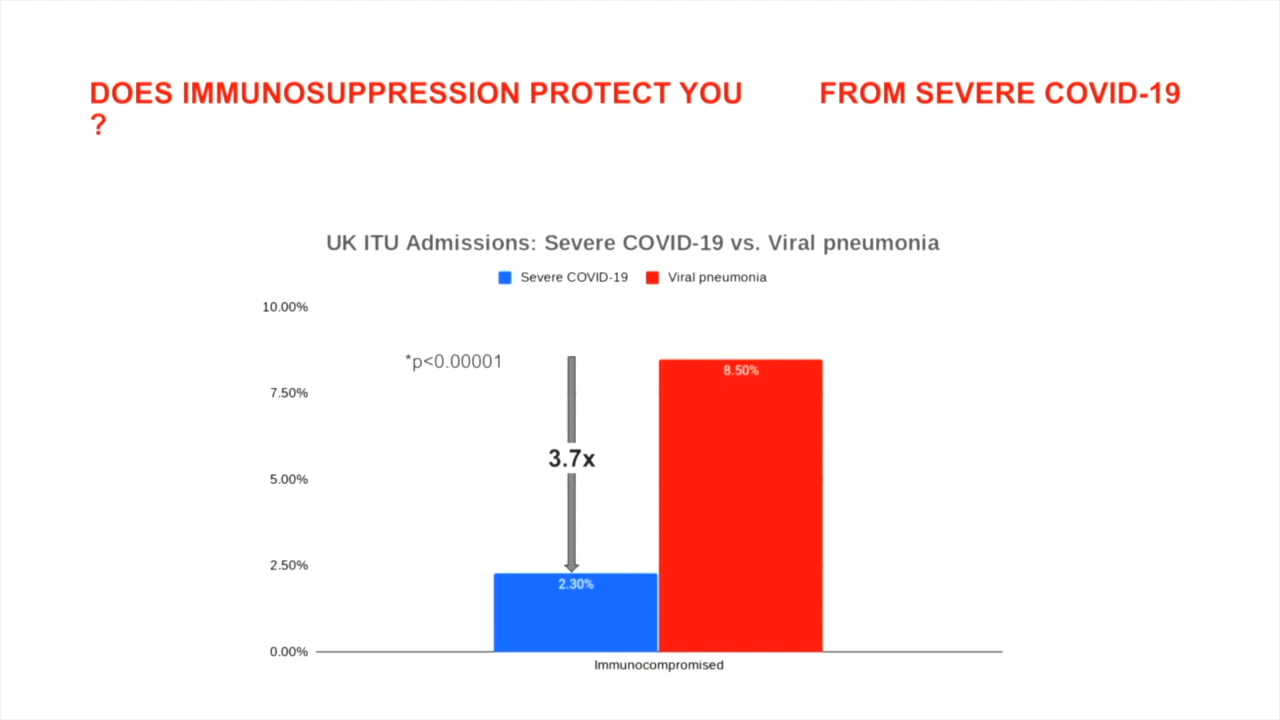 DOES IMMUNOSUPPRESSION PROTECT YOU FROM SEVERE COVID-19
?
UK ITU Admissions: Severe COVID-19 vs. Viral pneumonia
Severe COVID-19 Viral pneumonia
10.00%
*p<0.00001
8.50%
7.50%
3.7x
5.00%
2.50%
2.30%
0.00%
Immunocompromised